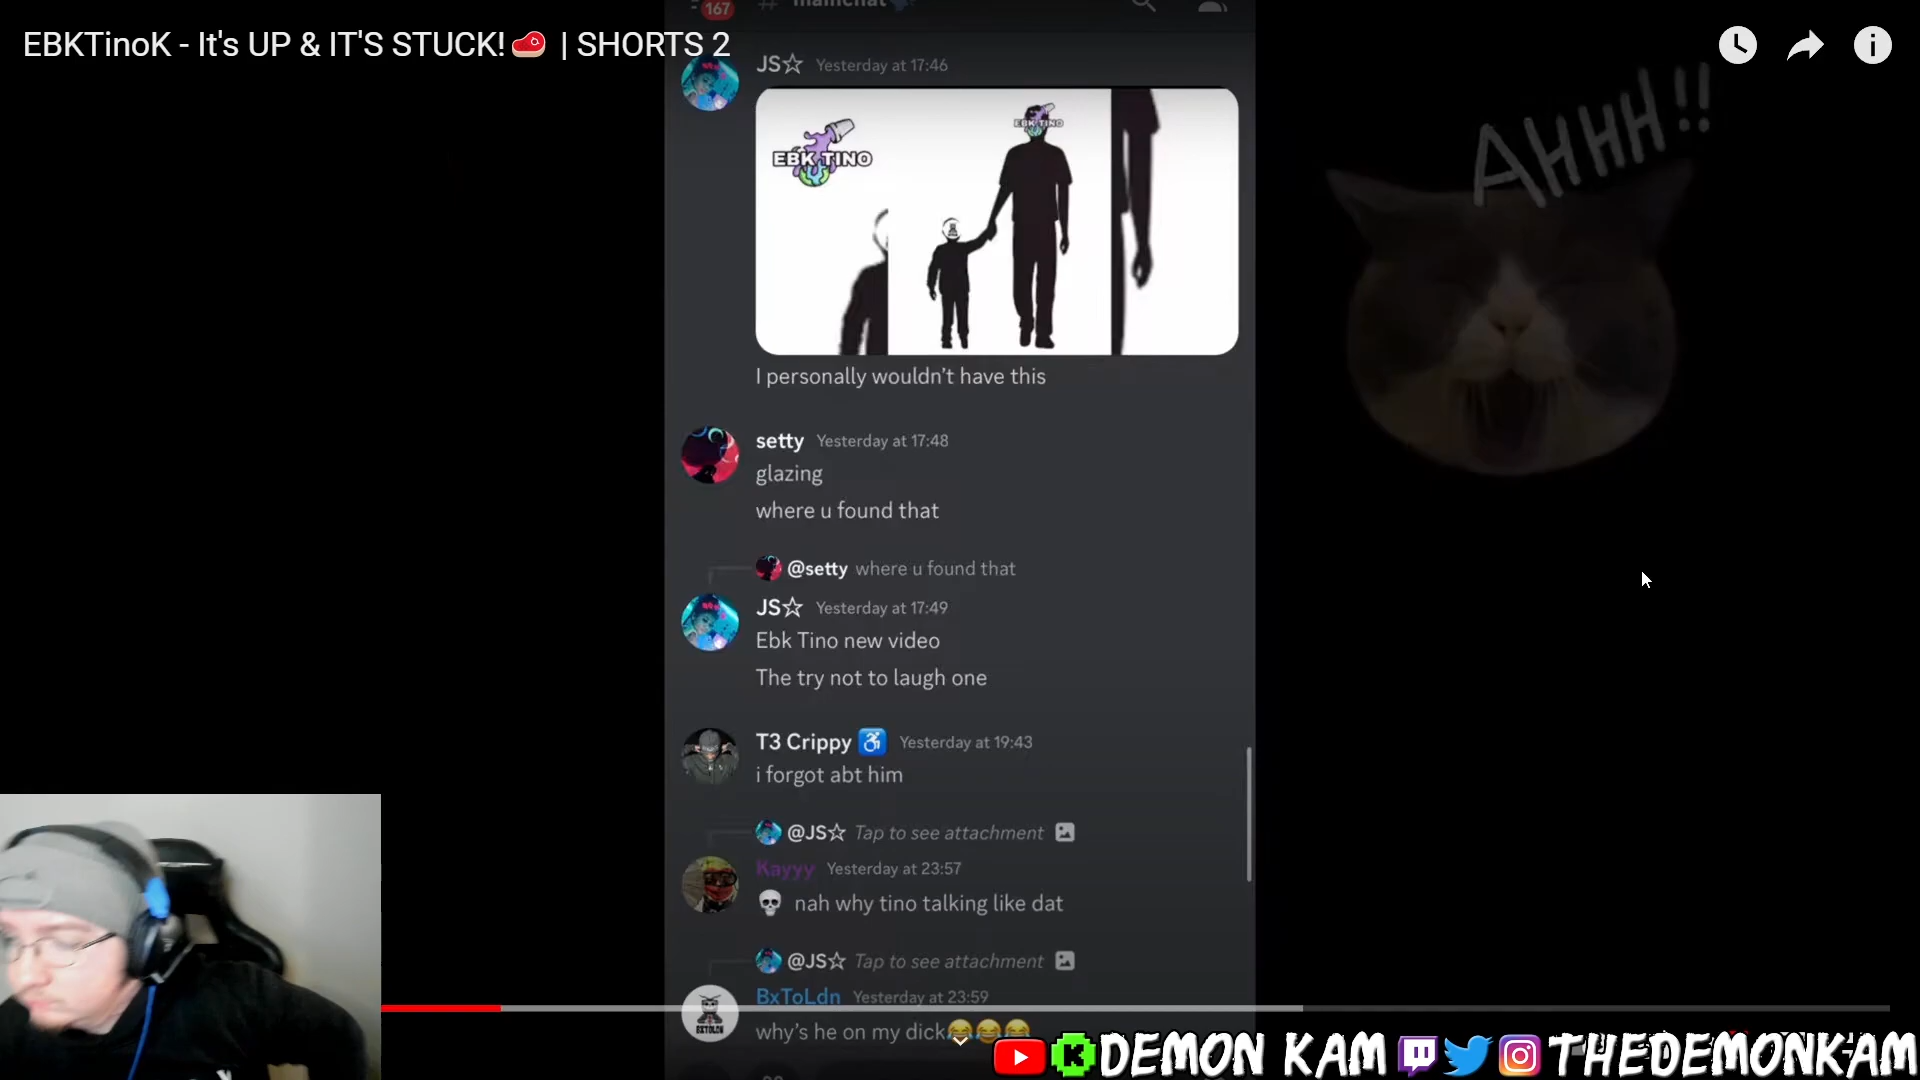 EBKTinoK - It's UP & IT'S STUCK!🥩 | SHORTS 2
167
# mainchat
AHHH!!
JS☆ Yesterday at 17:46
EBK TINO
EBK TINO
I personally wouldn't have this
setty Yesterday at 17:48
glazing
where u found that
@setty where u found that
JS☆ Yesterday at 17:49
Ebk Tino new video
The try not to laugh one
T3 Crippy ♿ Yesterday at 19:43
i forgot abt him
@JS☆ Tap to see attachment
Kayyy Yesterday at 23:57
💀 nah why tino talking like dat
@JS☆ Tap to see attachment
BxToLdn Yesterday at 23:59
BXTOLDN
why's he on my dick😂😂😂
DEMON KAM THEDEMONKAM